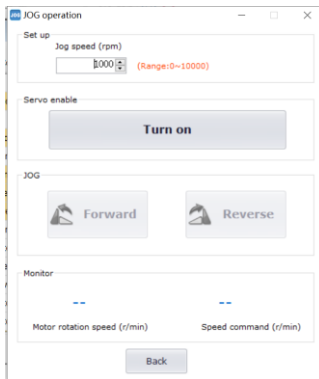 JOG JOG operation
Set up
Jog speed (rpm)
1000 (Range:0~10000)
Servo enable
Turn on
JOG
Forward Reverse
Monitor
-- --
Motor rotation speed (r/min) Speed command (r/min)
Back